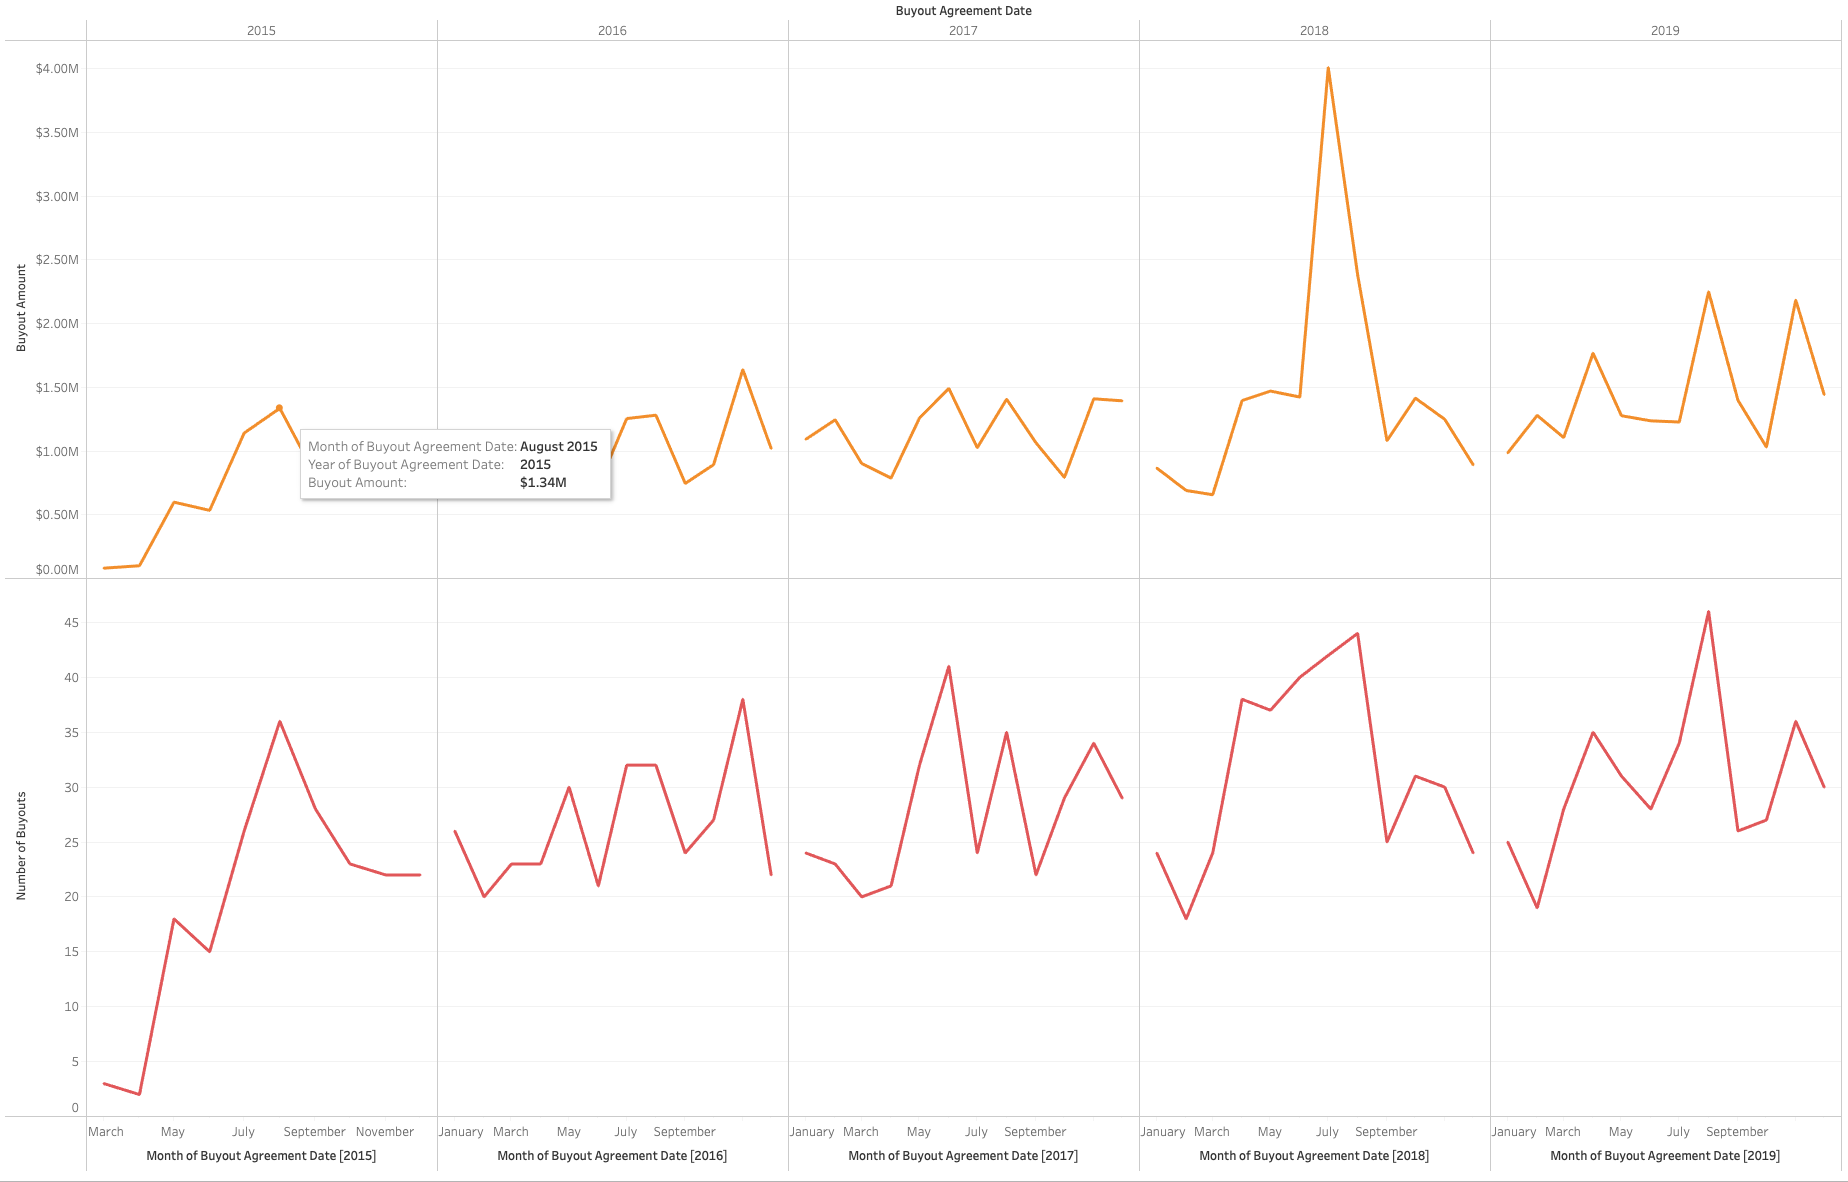 Buyout Agreement Date
2015 2016 2017 2018 2019
$4.00M
$3.50M
$3.00M
$2.50M
$2.00M
$1.50M
$1.00M
$0.50M
$0.00M
Buyout Amount
Month of Buyout Agreement Date: August 2015
Year of Buyout Agreement Date: 2015
Buyout Amount: $1.34M
45
40
35
30
25
20
15
10
5
0
Number of Buyouts
March May July September November January March May July September January March May July September January March May July September January March May July September
Month of Buyout Agreement Date [2015] Month of Buyout Agreement Date [2016] Month of Buyout Agreement Date [2017] Month of Buyout Agreement Date [2018] Month of Buyout Agreement Date [2019]